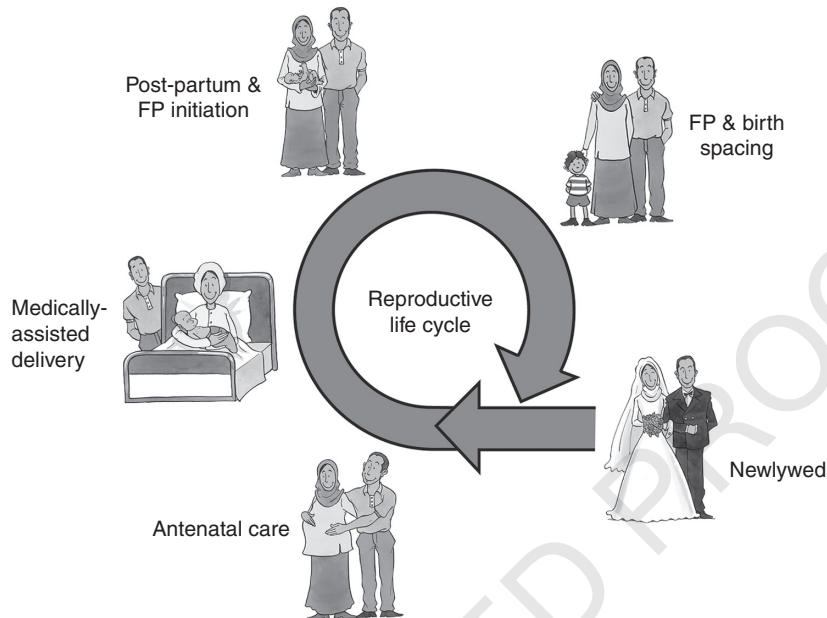 Post-partum &
FP initiation
FP & birth
spacing
Medically-
assisted
delivery
Reproductive
life cycle
Newlywed
Antenatal care